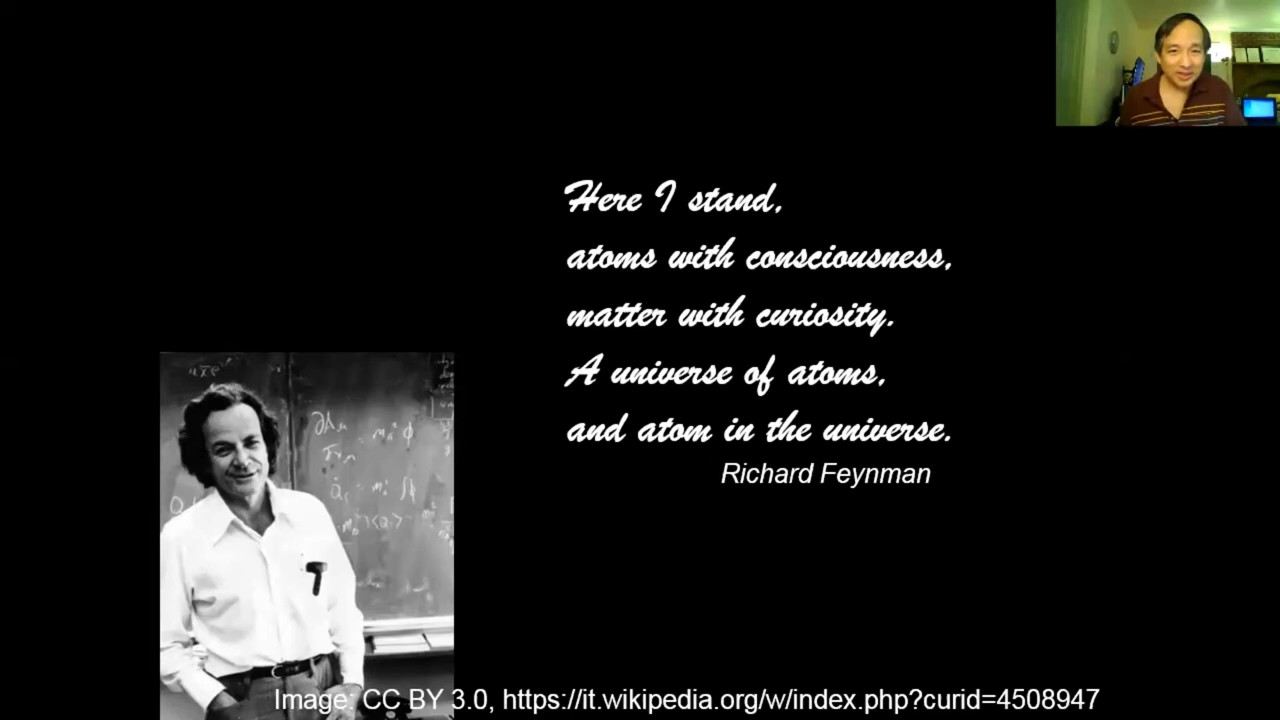 Here I stand,
atoms with consciousness,
matter with curiosity.
A universe of atoms,
and atom in the universe.
Richard Feynman
Image: CC BY 3.0, https://it.wikipedia.org/w/index.php?curid=4508947